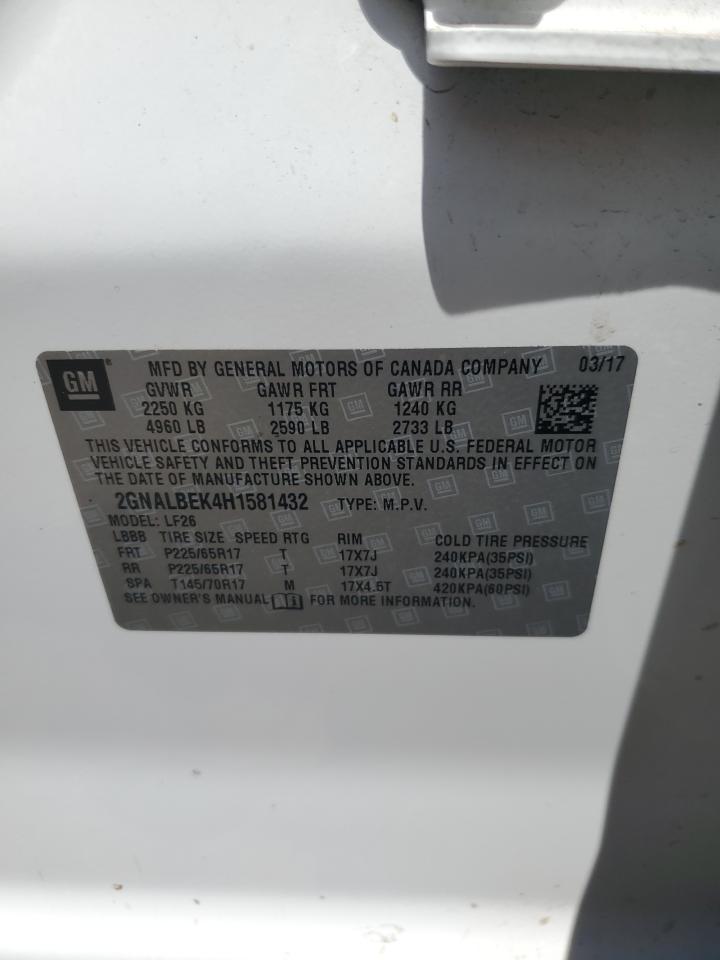 GM® MFD BY GENERAL MOTORS OF CANADA COMPANY 03/17
GVWR GAWR FRT GAWR RR
2250 KG 1175 KG 1240 KG
4960 LB 2590 LB 2733 LB
THIS VEHICLE CONFORMS TO ALL APPLICABLE U.S. FEDERAL MOTOR
VEHICLE SAFETY AND THEFT PREVENTION STANDARDS IN EFFECT ON
THE DATE OF MANUFACTURE SHOWN ABOVE.
2GNALBEK4H1581432 TYPE: M.P.V.
MODEL: LF26
LBBB TIRE SIZE SPEED RTG RIM COLD TIRE PRESSURE
FRT P225/65R17 T 17X7J 240KPA(35PSI)
RR P225/65R17 T 17X7J 240KPA(35PSI)
SPA T145/70R17 M 17X4.5T 420KPA(60PSI)
SEE OWNER'S MANUAL FOR MORE INFORMATION.